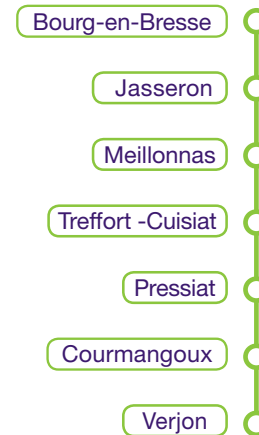 Bourg-en-Bresse
Jasseron
Meillonnas
Treffort -Cuisiat
Pressiat
Courmangoux
Verjon